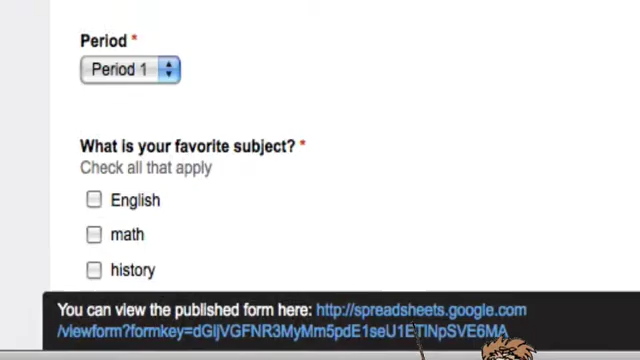 Period *
Period 1
What is your favorite subject? *
Check all that apply
English
math
history
You can view the published form here: http://spreadsheets.google.com
/viewform?formkey=dGljVGFNR3MyMm5pdE1seU1ETlNpSVE6MA